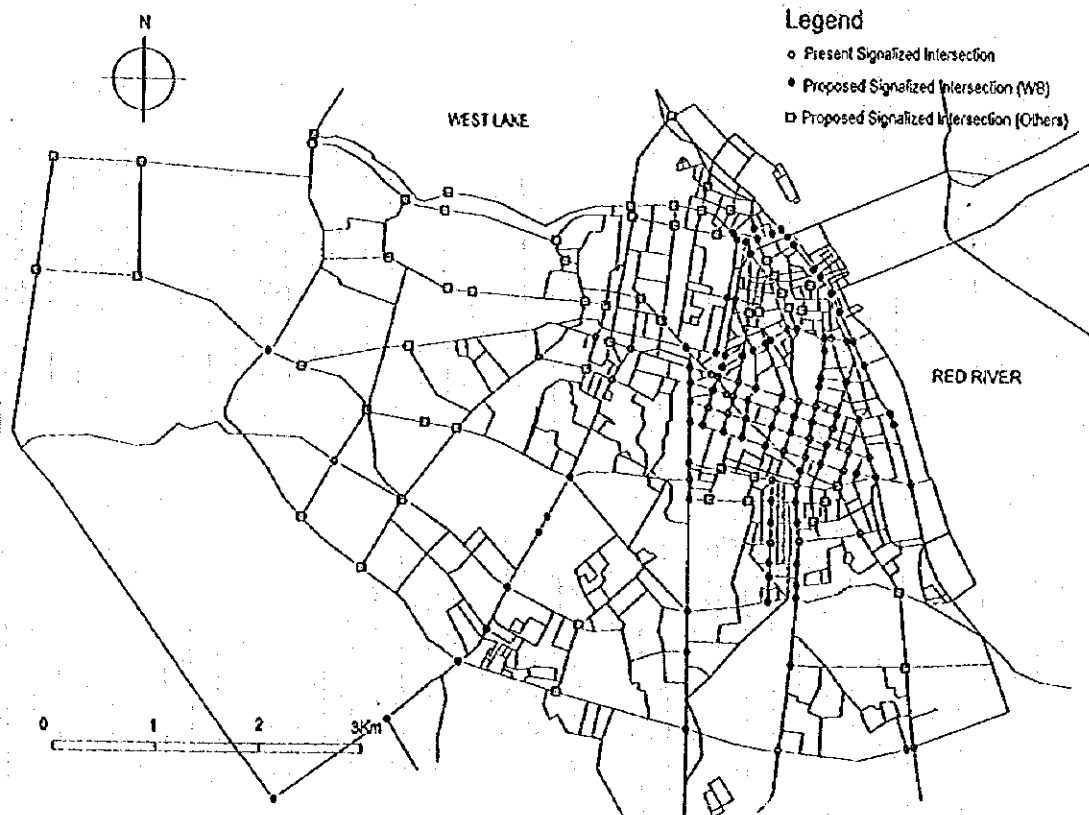 Legend
Present Signalized Intersection
Proposed Signalized Intersection (WB)
Proposed Signalized Intersection (Others)
N
WEST LAKE
RED RIVER
0 1 2 3Km